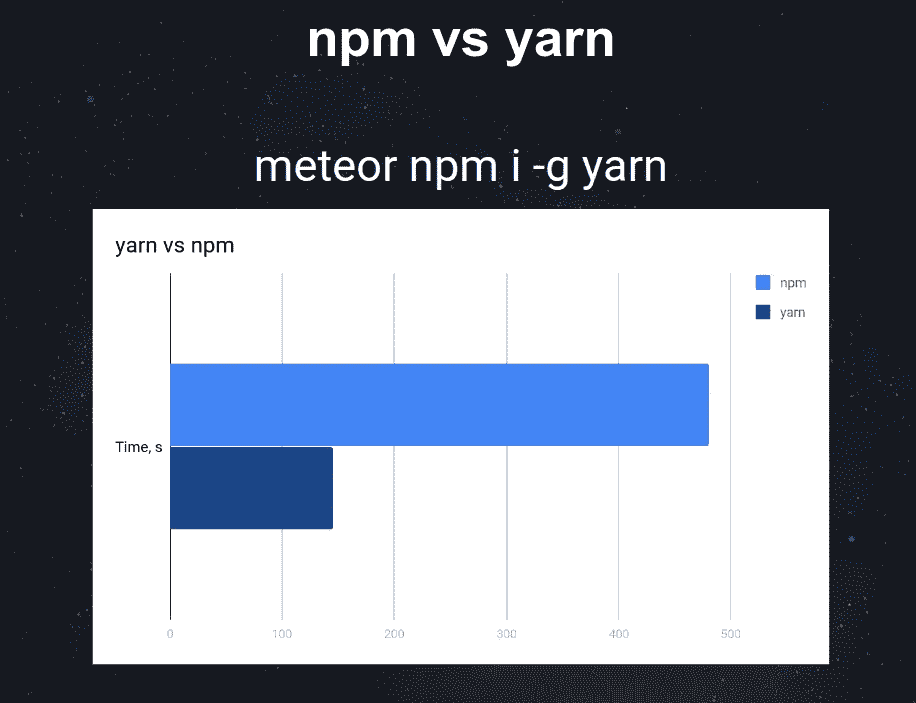 npm vs yarn
meteor npm i -g yarn
yarn vs npm
npm
yarn
Time, s
0 100 200 300 400 500